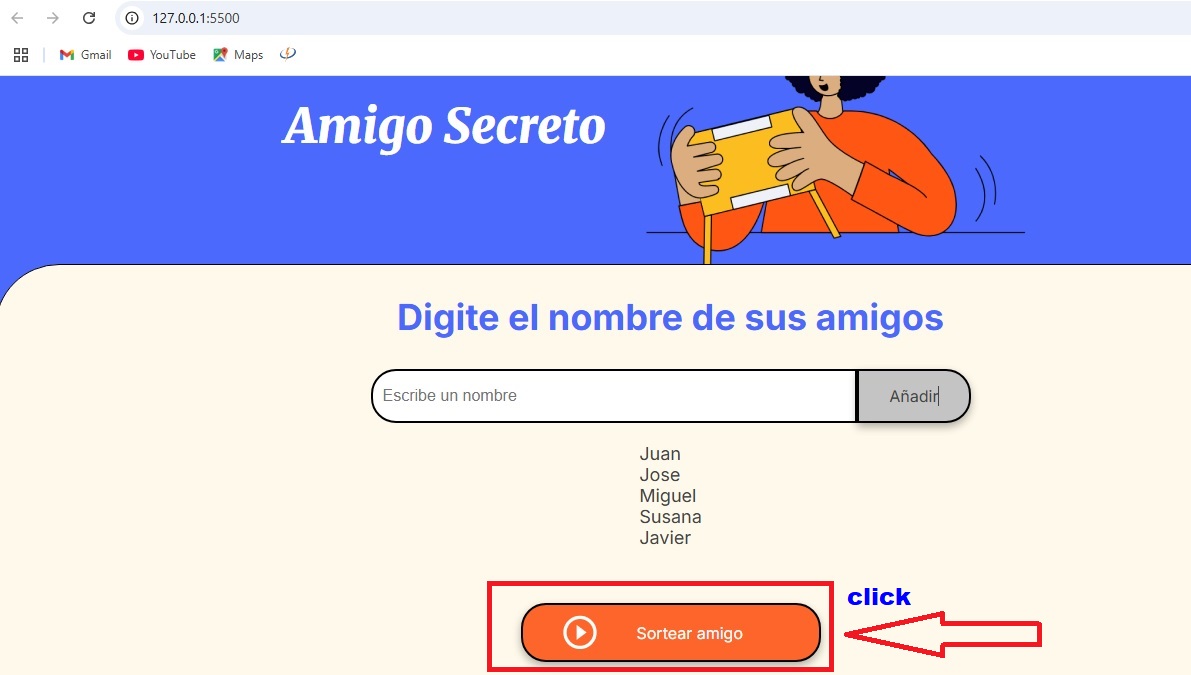 127.0.0.1:5500
Gmail YouTube Maps
Amigo Secreto
Digite el nombre de sus amigos
Escribe un nombre Añadir
Juan
Jose
Miguel
Susana
Javier
click
Sortear amigo